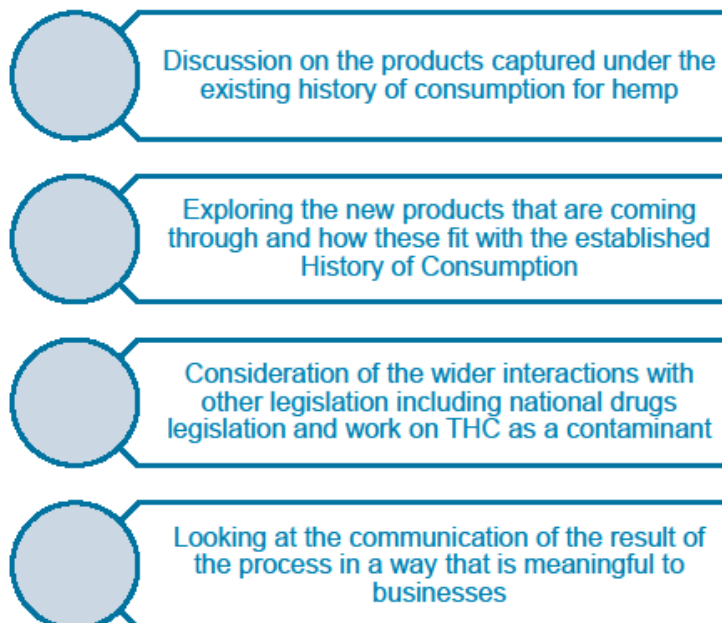 Discussion on the products captured under the
existing history of consumption for hemp
Exploring the new products that are coming
through and how these fit with the established
History of Consumption
Consideration of the wider interactions with
other legislation including national drugs
legislation and work on THC as a contaminant
Looking at the communication of the result of
the process in a way that is meaningful to
businesses